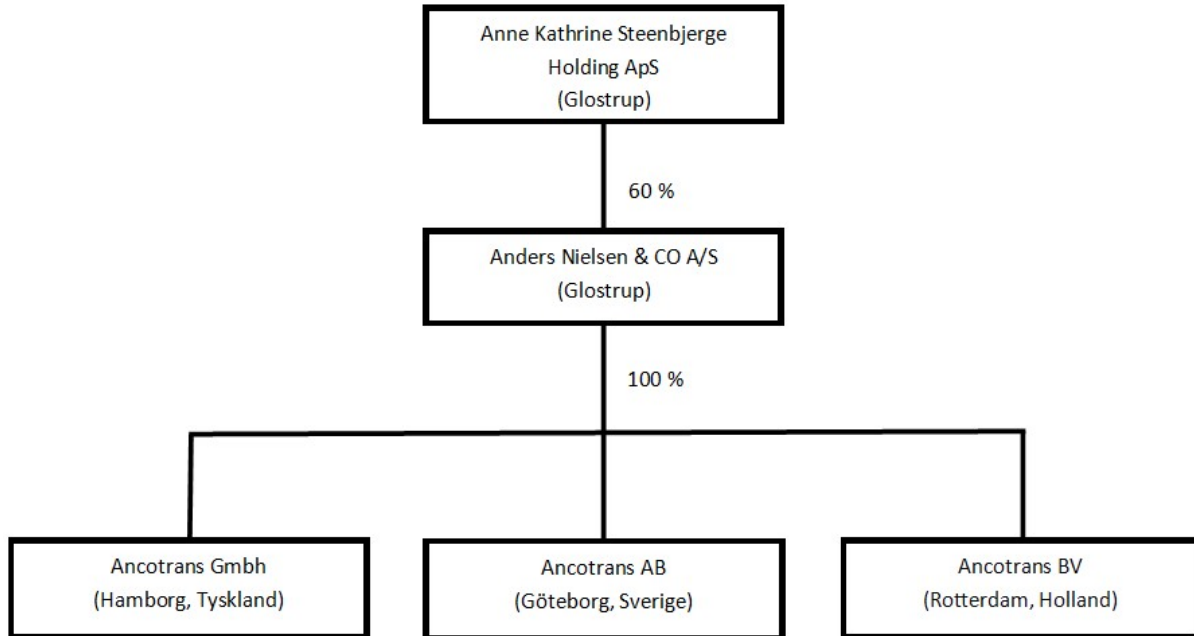 Anne Kathrine Steenbjerge
Holding ApS
(Glostrup)
60 %
Anders Nielsen & CO A/S
(Glostrup)
100 %
Ancotrans Gmbh
(Hamborg, Tyskland)
Ancotrans AB
(Göteborg, Sverige)
Ancotrans BV
(Rotterdam, Holland)